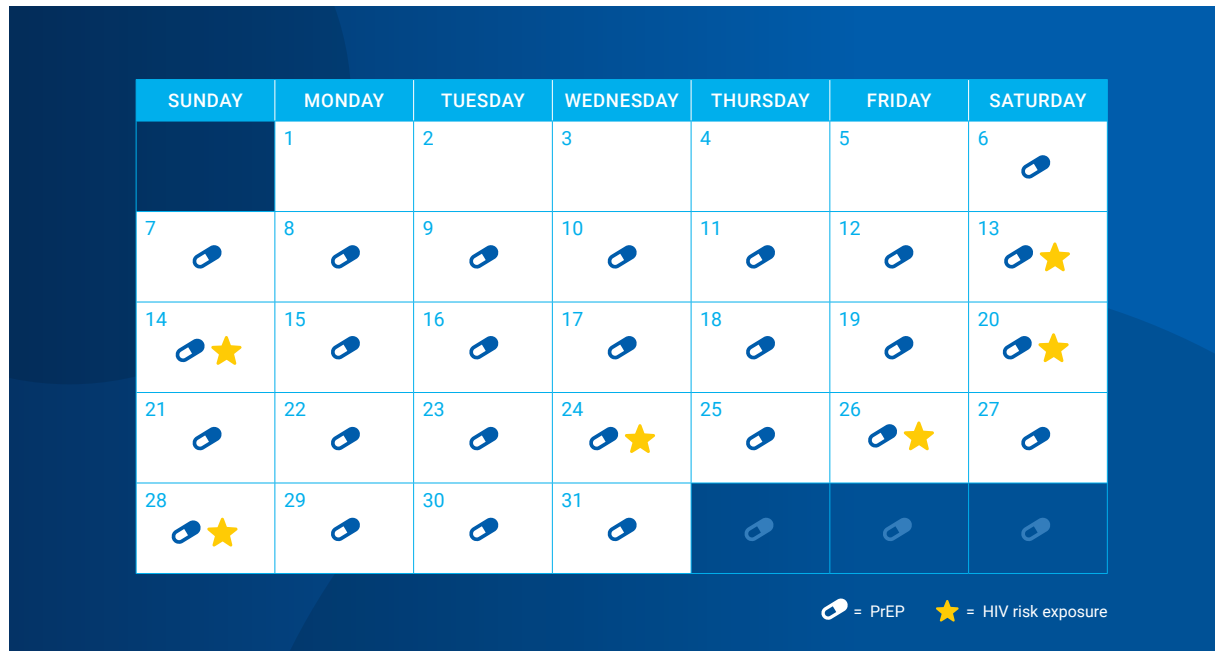 SUNDAY MONDAY TUESDAY WEDNESDAY THURSDAY FRIDAY SATURDAY
1 2 3 4 5 6
7 8 9 10 11 12 13
14 15 16 17 18 19 20
21 22 23 24 25 26 27
28 29 30 31
= PrEP = HIV risk exposure